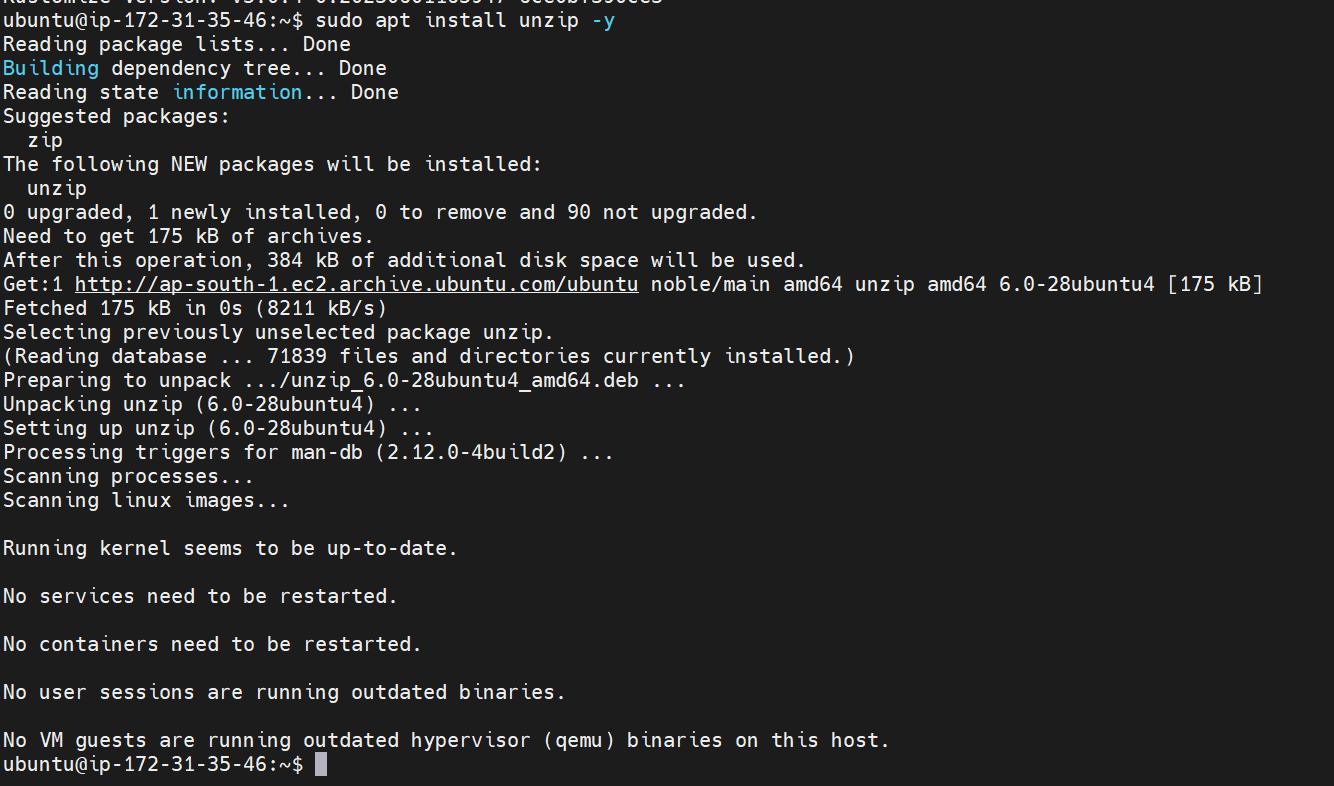 ubuntu@ip-172-31-35-46:~$ sudo apt install unzip -y
Reading package lists... Done
Building dependency tree... Done
Reading state information... Done
Suggested packages:
  zip
The following NEW packages will be installed:
  unzip
0 upgraded, 1 newly installed, 0 to remove and 90 not upgraded.
Need to get 175 kB of archives.
After this operation, 384 kB of additional disk space will be used.
Get:1 http://ap-south-1.ec2.archive.ubuntu.com/ubuntu noble/main amd64 unzip amd64 6.0-28ubuntu4 [175 kB]
Fetched 175 kB in 0s (8211 kB/s)
Selecting previously unselected package unzip.
(Reading database ... 71839 files and directories currently installed.)
Preparing to unpack .../unzip_6.0-28ubuntu4_amd64.deb ...
Unpacking unzip (6.0-28ubuntu4) ...
Setting up unzip (6.0-28ubuntu4) ...
Processing triggers for man-db (2.12.0-4build2) ...
Scanning processes...
Scanning linux images...
Running kernel seems to be up-to-date.
No services need to be restarted.
No containers need to be restarted.
No user sessions are running outdated binaries.
No VM guests are running outdated hypervisor (qemu) binaries on this host.
ubuntu@ip-172-31-35-46:~$